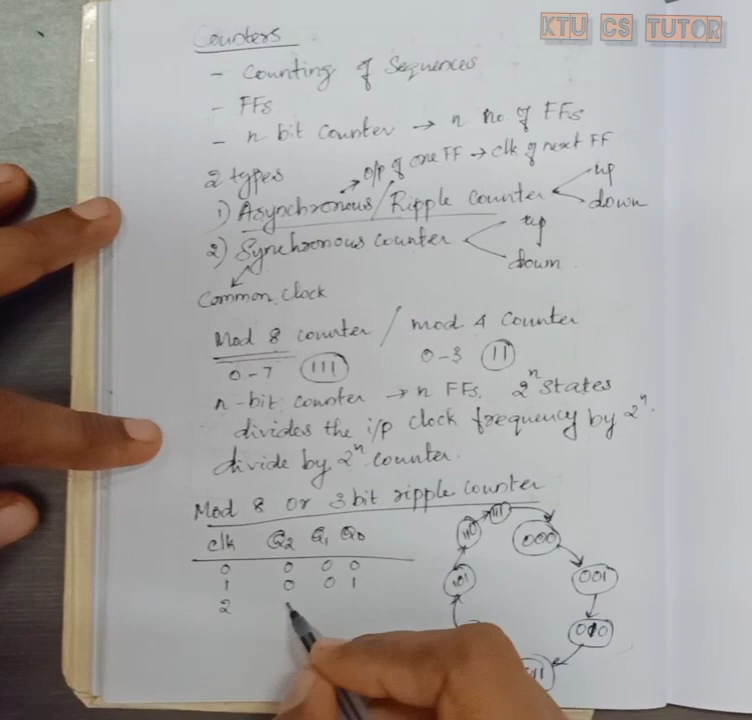 KTU CS TUTOR
Counters
- Counting of Sequences
- FFs
- n bit counter → n no of FFs
2 types
→ o/p of one FF → clk of next FF
1) Asynchronous / Ripple counter
up
down
2) Synchronous counter
up
down
Common clock
Mod 8 counter / mod 4 counter
0-7 111 0-3 11
n-bit counter → n FFs. 2ⁿ states
divides the i/p clock frequency by 2ⁿ.
divide by 2ⁿ counter.
Mod 8 or 3 bit ripple counter
clk Q2 Q1 Q0
0 0 0 0
1 0 0 1
2
111
000
110
101
001
010
011